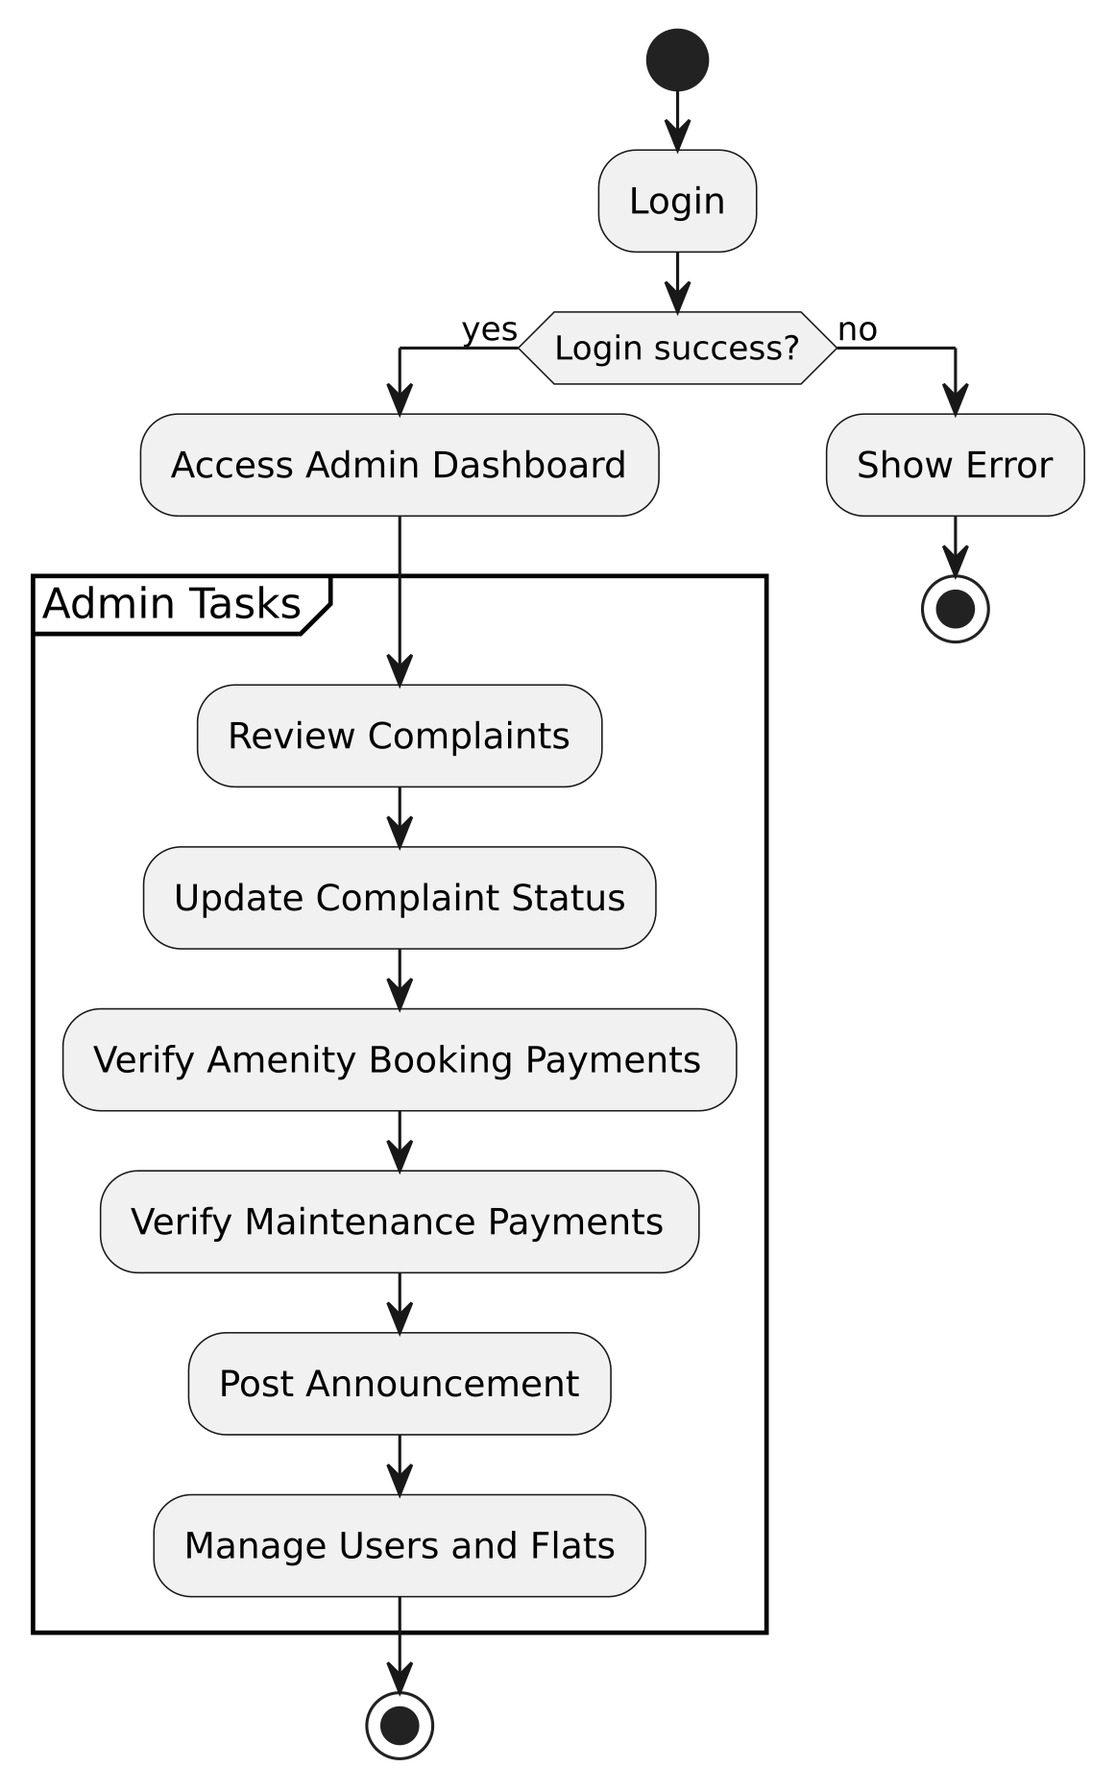 Login
yes
Login success?
no
Access Admin Dashboard
Show Error
Admin Tasks
Review Complaints
Update Complaint Status
Verify Amenity Booking Payments
Verify Maintenance Payments
Post Announcement
Manage Users and Flats